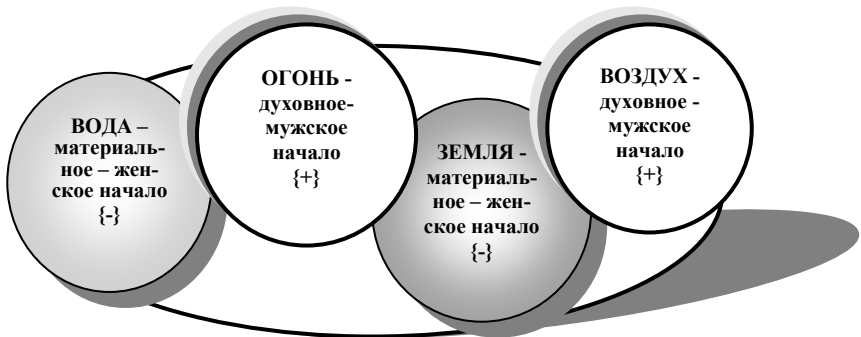 ВОДА –
материаль-
ное – жен-
ское начало
{-}
ОГОНЬ -
духовное-
мужское
начало
{+}
ЗЕМЛЯ -
материаль-
ное – жен-
ское начало
{-}
ВОЗДУХ -
духовное -
мужское
начало
{+}